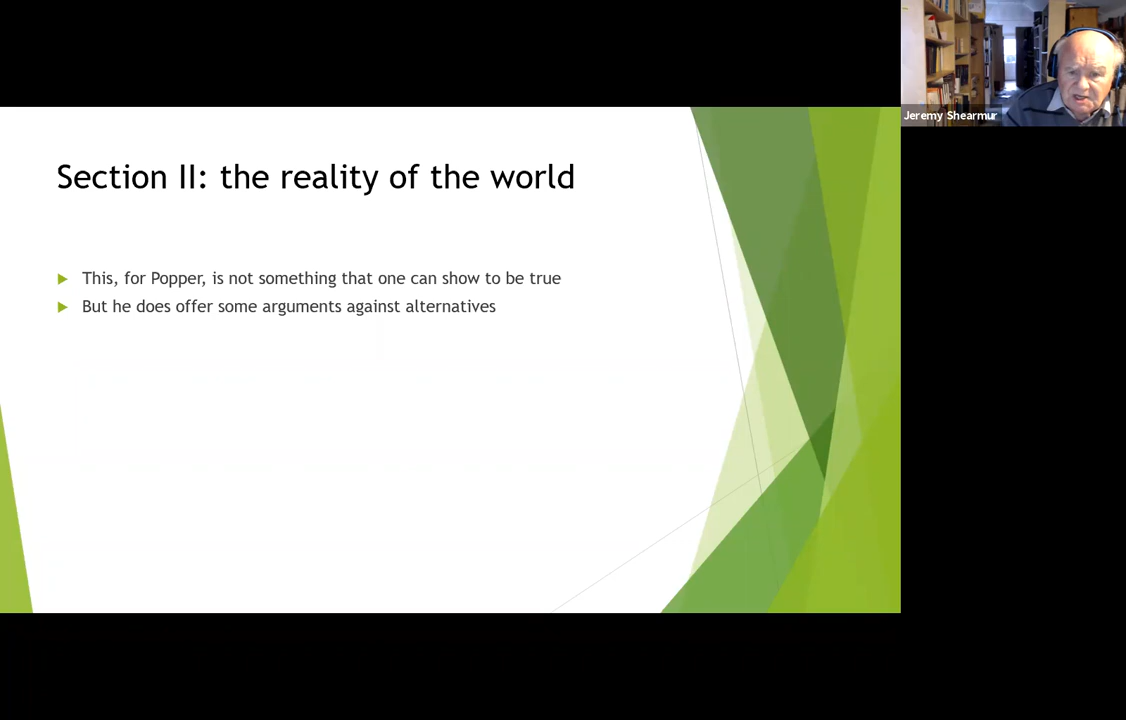 Jeremy Shearmur
Section II: the reality of the world
This, for Popper, is not something that one can show to be true
But he does offer some arguments against alternatives